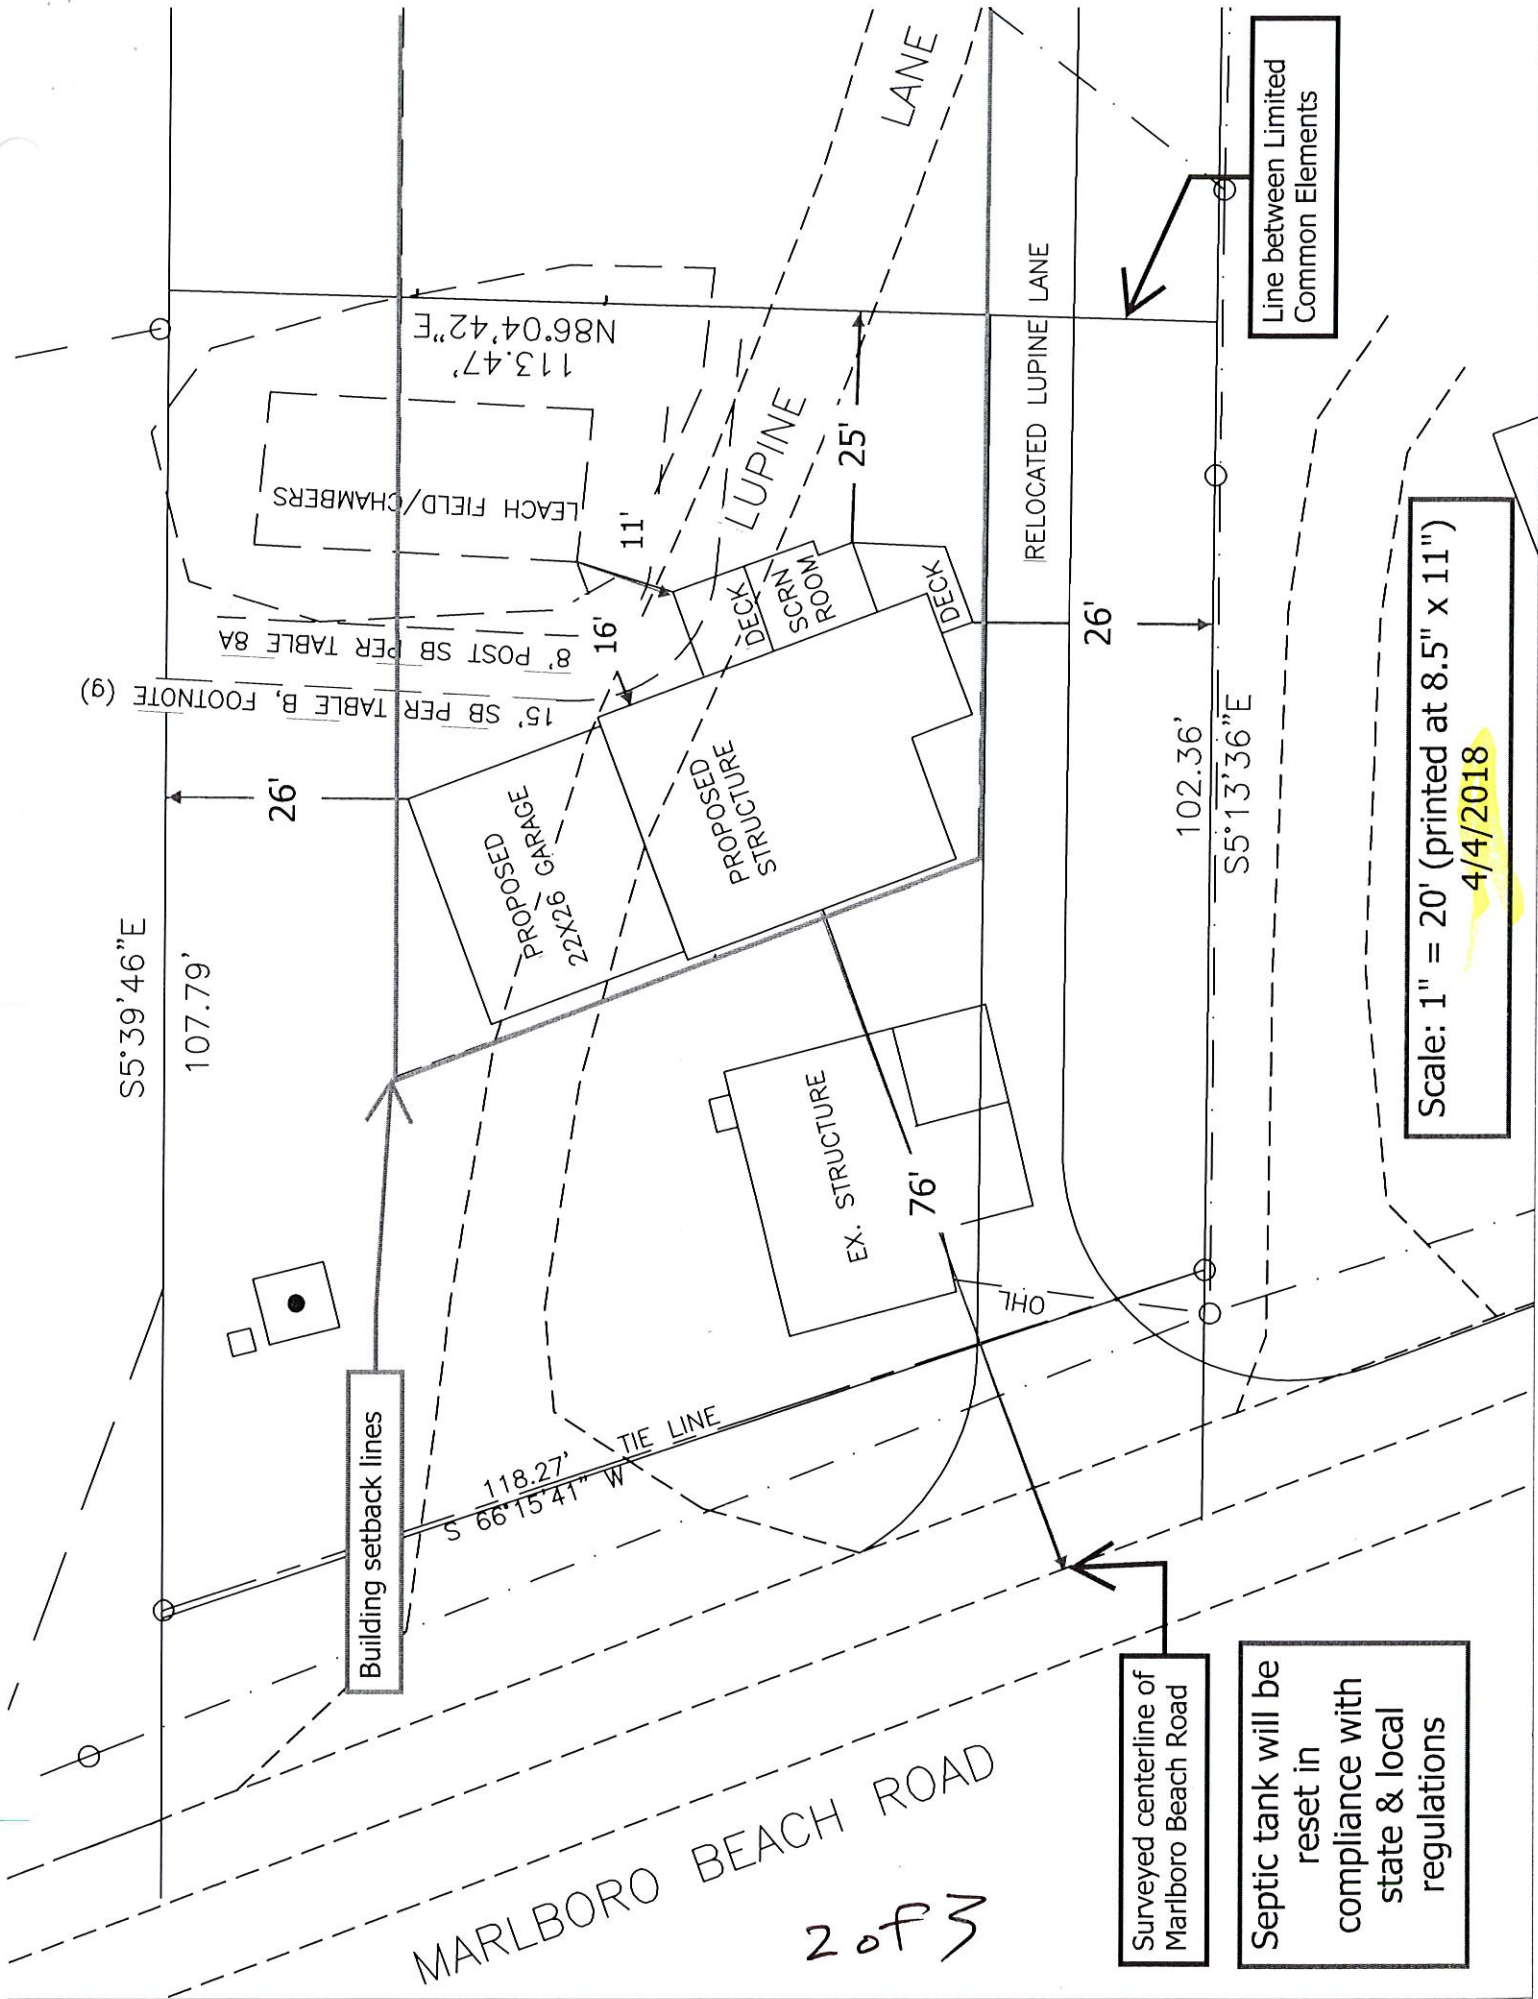 S5°39'46"E
107.79'
26'
15' SB PER TABLE B, FOOTNOTE (g)
8' POST SB PER TABLE 8A
LEACH FIELD/CHAMBERS
113.47'
N86°04'42"E
Building setback lines
118.27'
S 66°15'41" W
TIE LINE
PROPOSED
PROPOSED
22X26 GARAGE
16'
11'
PROPOSED
STRUCTURE
STRUCTURE
DECK
SCRN
ROOM
DECK
LUPINE
LANE
25'
EX. STRUCTURE
76'
OHL
RELOCATED LUPINE LANE
26'
102.36'
S5°13'36"E
Line between Limited
Common Elements
MARLBORO BEACH ROAD
2 of 3
Surveyed centerline of
Marlboro Beach Road
Septic tank will be
reset in
compliance with
state & local
regulations
Scale: 1" = 20' (printed at 8.5" x 11")
4/4/2018